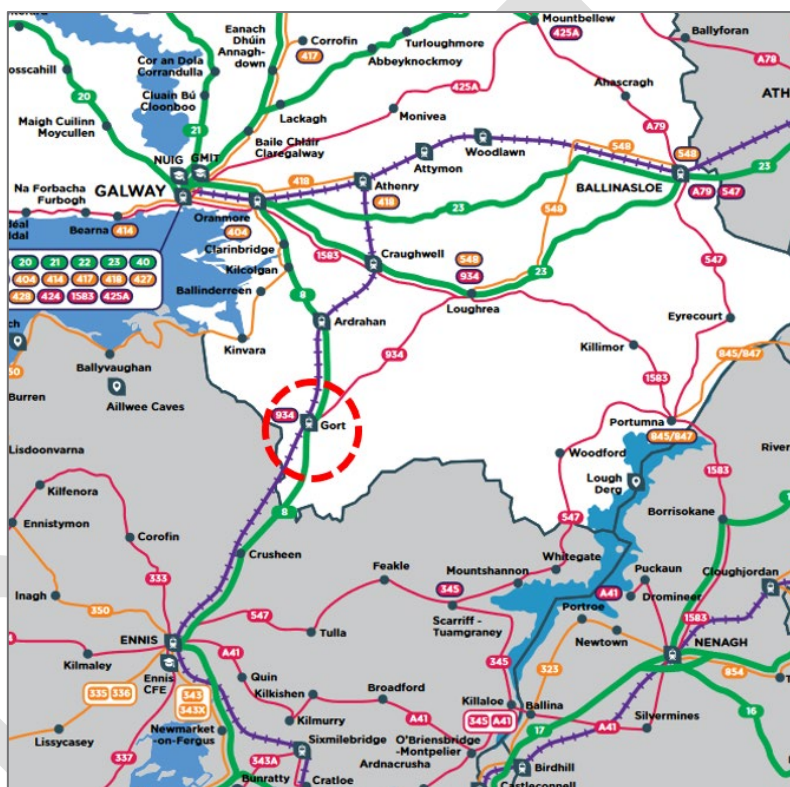 Mountbellew
425A
Ballyforan
A78
Eanach
Dhúin
Annagh-
down
Corrofin
417
Turloughmore
Abbeyknockmoy
24
20
Cor an Dola
Corrandulla
Cluain Bú
Cloonboo
Lackagh
425A
Ahascragh
ATH
20
Maigh Cuilinn
Moycullen
21
Monivea
A79
Baile Chláir
Claregalway
NUIG
GMIT
Woodlawn
548
548
Attymon
23
Na Forbacha
Furbogh
GALWAY
418
Athenry
418
BALLINASLOE
A79
547
Bearna
414
Oranmore
404
23
548
20
21
22
23
40
404
414
417
418
427
428
424
1583
425A
Clarinbridge
1583
Craughwell
548
934
23
547
Kilcolgan
Ballinderreen
8
Loughrea
Ardrahan
Eyrecourt
Kinvara
934
Killimor
845/847
Ballyvaughan
Burren
Aillwee Caves
1583
934
Gort
Portumna
845/847
Lisdoonvarna
Woodford
Lough
Derg
1583
Kilfenora
8
547
Borrisokane
Ennistymon
Corofin
Crusheen
Whitegate
Puckaun
Cloughjordan
Feakle
Mountshannon
333
345
A41
Dromineer
Inagh
350
547
Scarriff -
Tuamgraney
Portroe
1583
Tulla
Newtown
ENNIS
NENAGH
Kilmaley
A41
345
323
854
Ennis
CFE
Quin
Broadford
335
336
343
343X
Kilkishen
Killaloe
Ballina
16
Kilmurry
A41
345
A41
Silvermines
Lissycasey
Newmarket
-on-Fergus
Sixmilebridge
O'Briensbridge
-Montpelier
17
A41
337
343A
Ardnacrusha
Birdhill
Bunratty
Cratloe
Castleconnell